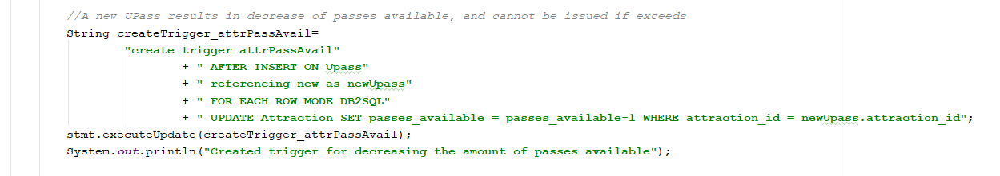 //A new UPass results in decrease of passes available, and cannot be issued if exceeds
String createTrigger_attrPassAvail=
"create trigger attrPassAvail"
+ " AFTER INSERT ON Upass"
+ " referencing new as newUpass"
+ " FOR EACH ROW MODE DB2SQL"
+ " UPDATE Attraction SET passes_available = passes_available-1 WHERE attraction_id = newUpass.attraction_id";
stmt.executeUpdate(createTrigger_attrPassAvail);
System.out.println("Created trigger for decreasing the amount of passes available");